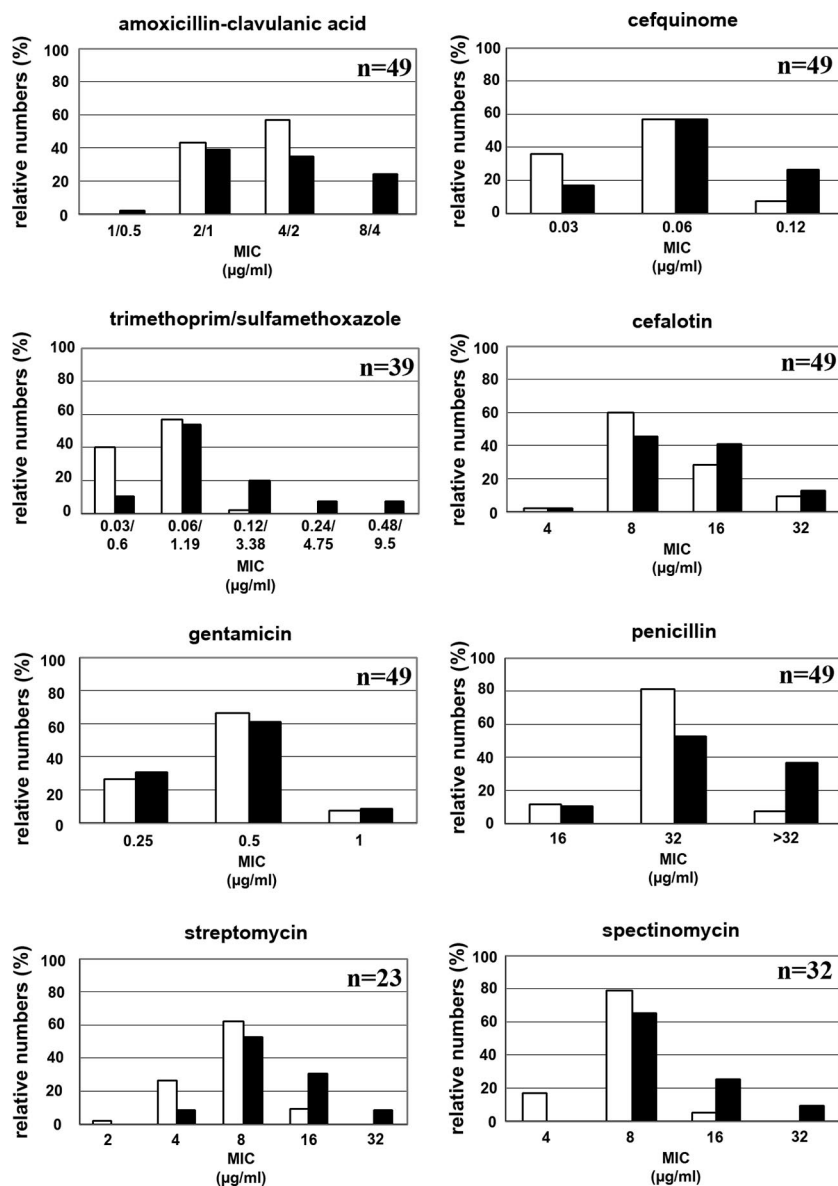 amoxicillin-clavulanic acid
relative numbers (%)
100
80
60
40
20
0
n=49
1/0.5 2/1 4/2 8/4
MIC
(µg/ml)
cefquinome
relative numbers (%)
100
80
60
40
20
0
n=49
0.03 0.06 0.12
MIC
(µg/ml)
trimethoprim/sulfamethoxazole
relative numbers (%)
100
80
60
40
20
0
n=39
0.03/ 0.06/ 0.12/ 0.24/ 0.48/
0.6 1.19 3.38 4.75 9.5
MIC
(µg/ml)
cefalotin
relative numbers (%)
100
80
60
40
20
0
n=49
4 8 16 32
MIC
(µg/ml)
gentamicin
relative numbers (%)
100
80
60
40
20
0
n=49
0.25 0.5 1
MIC
(µg/ml)
penicillin
relative numbers (%)
100
80
60
40
20
0
n=49
16 32 >32
MIC
(µg/ml)
streptomycin
relative numbers (%)
100
80
60
40
20
0
n=23
2 4 8 16 32
MIC
(µg/ml)
spectinomycin
relative numbers (%)
100
80
60
40
20
0
n=32
4 8 16 32
MIC
(µg/ml)